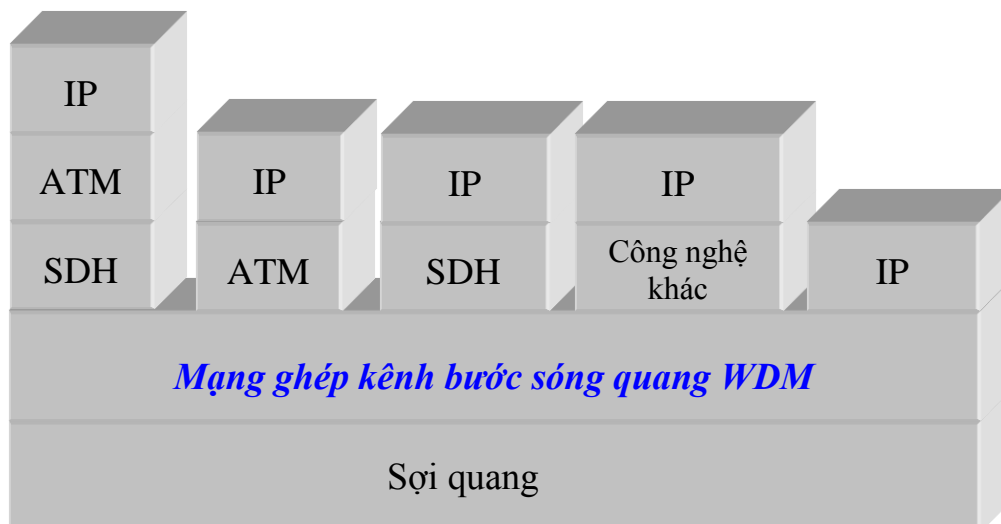 IP
ATM
SDH
IP
ATM
IP
SDH
IP
Công nghệ
khác
IP
Mạng ghép kênh bước sóng quang WDM
Sợi quang